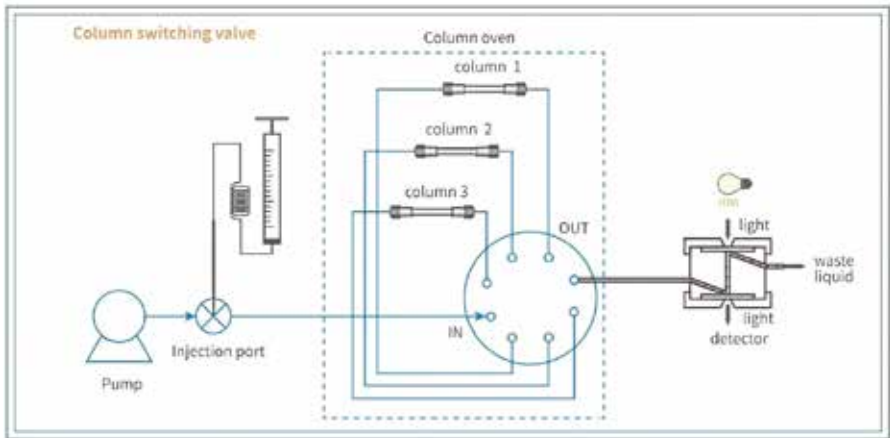 Column switching valve
Column oven
column 1
column 2
column 3
OUT
light
waste
liquid
IN
light
Injection port
detector
Pump